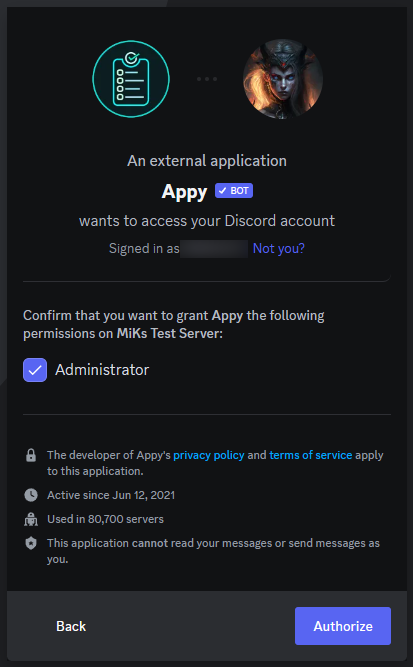 An external application
Appy BOT
wants to access your Discord account
Signed in as Not you?
Confirm that you want to grant Appy the following
permissions on MiKs Test Server:
Administrator
The developer of Appy's privacy policy and terms of service apply
to this application.
Active since Jun 12, 2021
Used in 80,700 servers
This application cannot read your messages or send messages as
you.
Back
Authorize